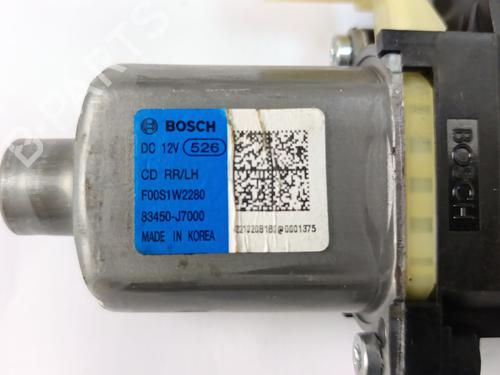 BOSCH
DC 12V 526
CD RR/LH
F00S1W2280
83450-J7000
MADE IN KOREA
BOSCH